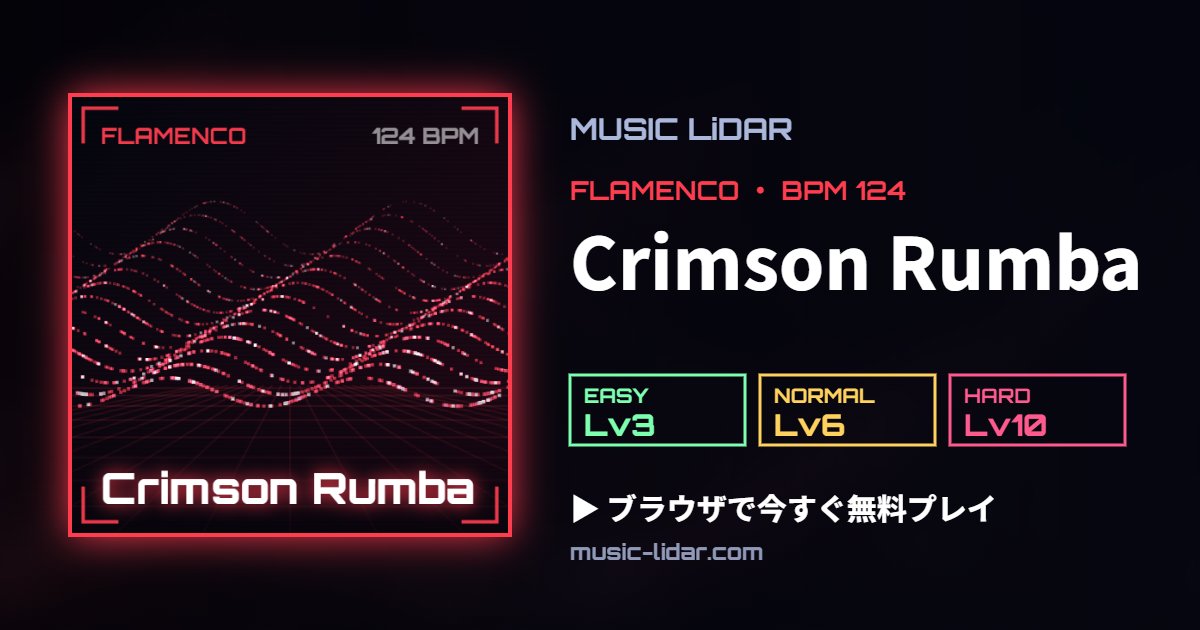 FLAMENCO
124 BPM
Crimson Rumba
MUSIC LiDAR
FLAMENCO • BPM 124
Crimson Rumba
EASY
Lv3
NORMAL
Lv6
HARD
Lv10
▶ ブラウザで今すぐ無料プレイ
music-lidar.com